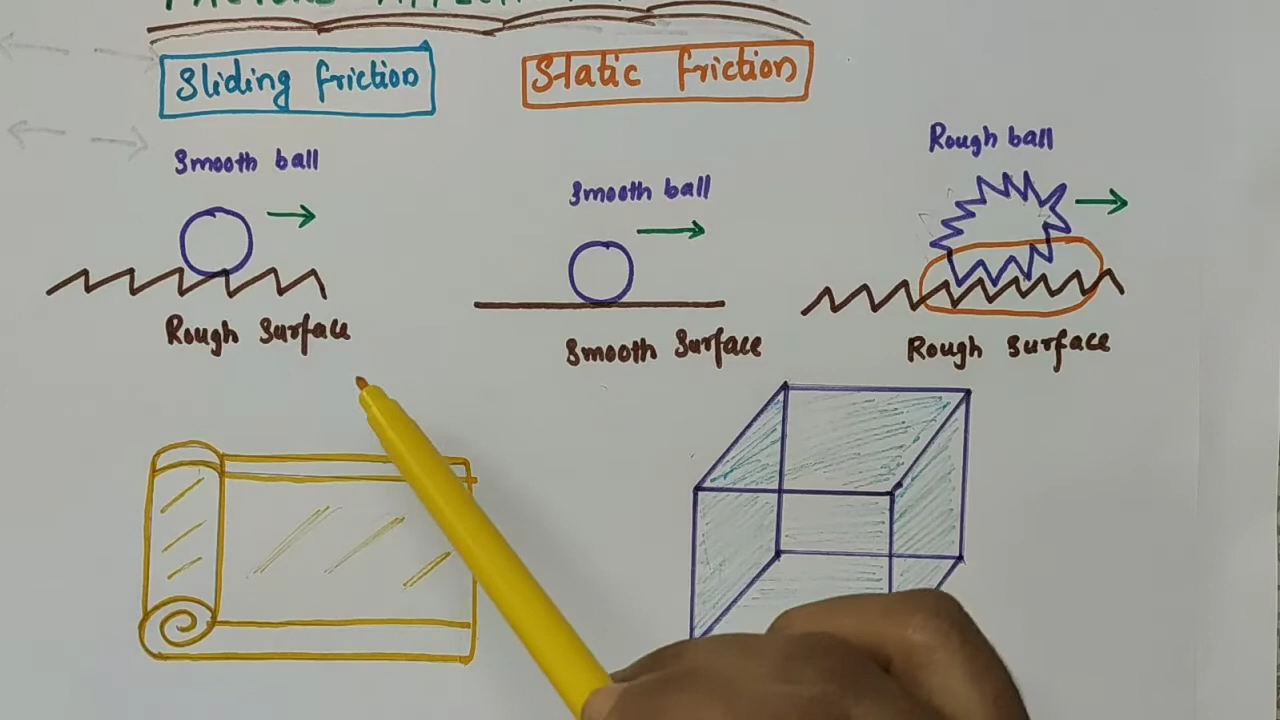 Sliding friction
Static friction
Smooth ball
Smooth ball
Rough ball
Rough Surface
Smooth Surface
Rough Surface